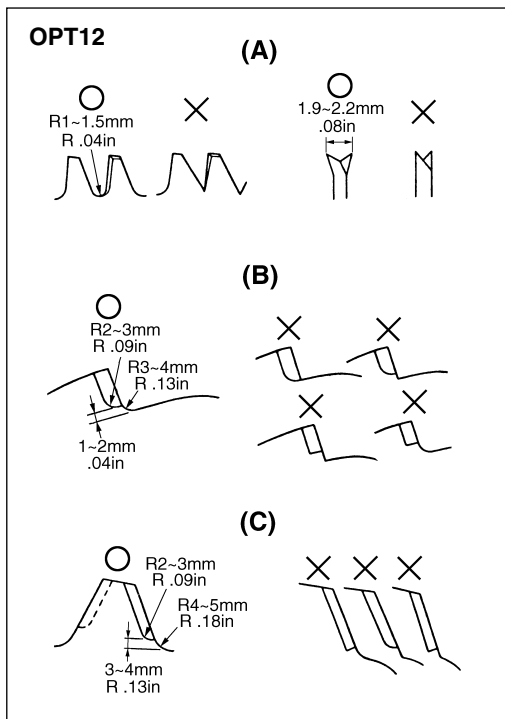 OPT12
(A)
R1~1.5mm
R .04in
1.9~2.2mm
.08in
(B)
R2~3mm
R .09in
R3~4mm
R .13in
1~2mm
.04in
(C)
R2~3mm
R .09in
R4~5mm
R .18in
3~4mm
R .13in